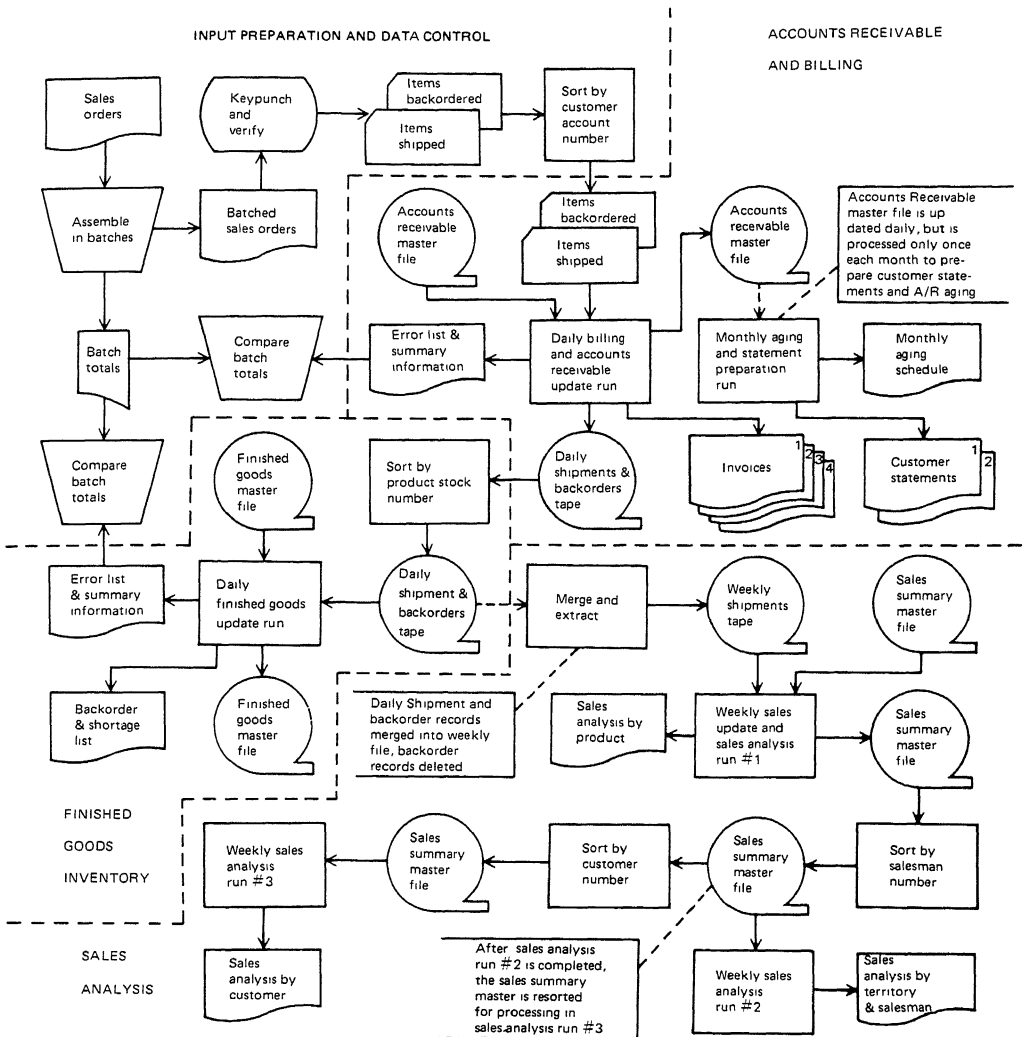 INPUT PREPARATION AND DATA CONTROL
ACCOUNTS RECEIVABLE
AND BILLING
Sales
orders
Keypunch
and
verify
Items
backordered
Items
shipped
Sort by
customer
account
number
Assemble
in batches
Batched
sales orders
Accounts
receivable
master
file
Items
backordered
Items
shipped
Accounts
receivable
master
file
Accounts Receivable
master file is up
dated daily, but is
processed only once
each month to pre-
pare customer state-
ments and A/R aging
Batch
totals
Compare
batch
totals
Error list &
summary
information
Daily billing
and accounts
receivable
update run
Monthly aging
and statement
preparation
run
Monthly
aging
schedule
Compare
batch
totals
Finished
goods
master
file
Sort by
product stock
number
Daily
shipments &
backorders
tape
Invoices
1
2
3
4
Customer
statements
1
2
Error list
& summary
information
Daily
finished goods
update run
Daily
shipment &
backorders
tape
Merge and
extract
Weekly
shipments
tape
Sales
summary
master
file
Backorder
& shortage
list
Finished
goods
master
file
Daily Shipment and
backorder records
merged into weekly
file, backorder
records deleted
Sales
analysis by
product
Weekly sales
update and
sales analysis
run #1
Sales
summary
master
file
FINISHED
GOODS
INVENTORY
Weekly sales
analysis
run #3
Sales
summary
master
file
Sort by
customer
number
Sales
summary
master
file
Sort by
salesman
number
SALES
ANALYSIS
Sales
analysis by
customer
After sales analysis
run #2 is completed,
the sales summary
master is resorted
for processing in
sales analysis run #3
Weekly sales
analysis
run #2
Sales
analysis by
territory
& salesman